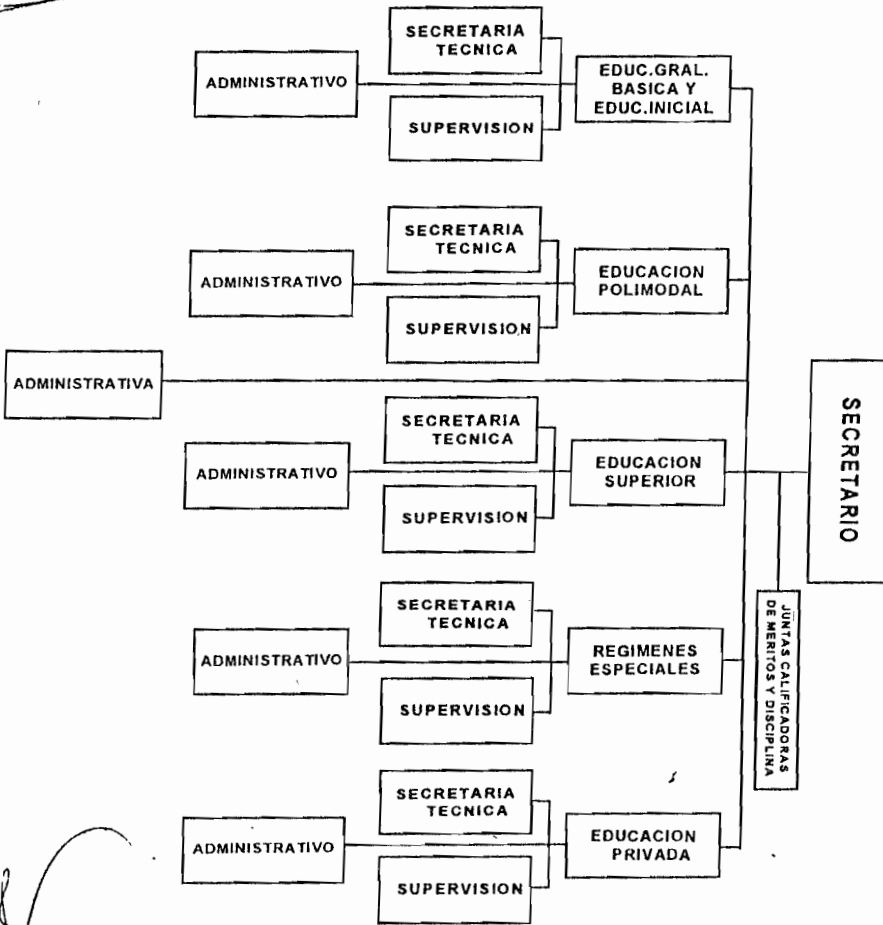 SECRETARIA
TECNICA
ADMINISTRATIVO
EDUC.GRAL.
BASICA Y
EDUC.INICIAL
SUPERVISION
SECRETARIA
TECNICA
ADMINISTRATIVO
EDUCACION
POLIMODAL
SUPERVISION
ADMINISTRATIVA
SECRETARIO
SECRETARIA
TECNICA
ADMINISTRATIVO
EDUCACION
SUPERIOR
SUPERVISION
JUNTAS CALIFICADORAS
DE MERITOS Y DISCIPLINA
SECRETARIA
TECNICA
ADMINISTRATIVO
REGIMENES
ESPECIALES
SUPERVISION
SECRETARIA
TECNICA
ADMINISTRATIVO
EDUCACION
PRIVADA
SUPERVISION